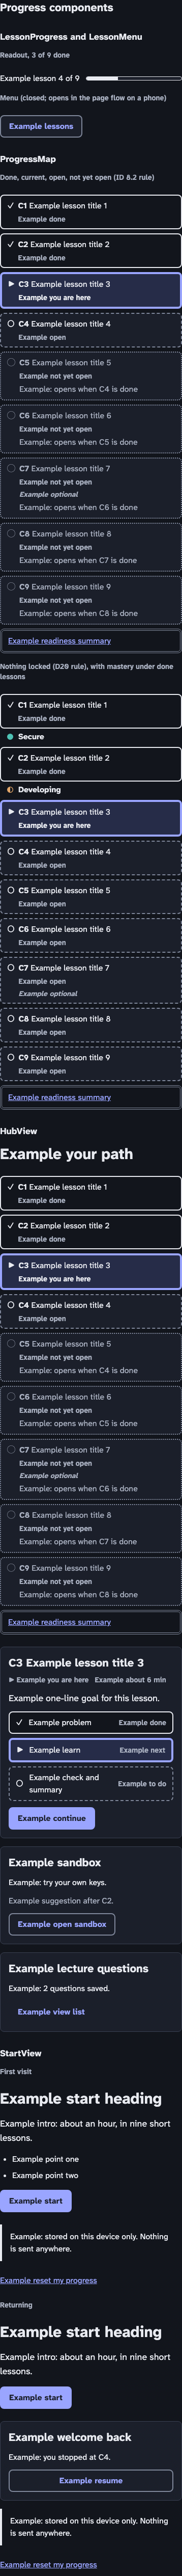 Progress components
LessonProgress and LessonMenu
Readout, 3 of 9 done
Example lesson 4 of 9
Menu (closed; opens in the page flow on a phone)
Example lessons
ProgressMap
Done, current, open, not yet open (ID 8.2 rule)
C1 Example lesson title 1
Example done
C2 Example lesson title 2
Example done
C3 Example lesson title 3
Example you are here
C4 Example lesson title 4
Example open
C5 Example lesson title 5
Example not yet open
Example: opens when C4 is done
C6 Example lesson title 6
Example not yet open
Example: opens when C5 is done
C7 Example lesson title 7
Example not yet open
Example optional
Example: opens when C6 is done
C8 Example lesson title 8
Example not yet open
Example: opens when C7 is done
C9 Example lesson title 9
Example not yet open
Example: opens when C8 is done
Example readiness summary
Nothing locked (D20 rule), with mastery under done
lessons
C1 Example lesson title 1
Example done
Secure
C2 Example lesson title 2
Example done
Developing
C3 Example lesson title 3
Example you are here
C4 Example lesson title 4
Example open
C5 Example lesson title 5
Example open
C6 Example lesson title 6
Example open
C7 Example lesson title 7
Example open
Example optional
C8 Example lesson title 8
Example open
C9 Example lesson title 9
Example open
Example readiness summary
HubView
Example your path
C1 Example lesson title 1
Example done
C2 Example lesson title 2
Example done
C3 Example lesson title 3
Example you are here
C4 Example lesson title 4
Example open
C5 Example lesson title 5
Example not yet open
Example: opens when C4 is done
C6 Example lesson title 6
Example not yet open
Example: opens when C5 is done
C7 Example lesson title 7
Example not yet open
Example optional
Example: opens when C6 is done
C8 Example lesson title 8
Example not yet open
Example: opens when C7 is done
C9 Example lesson title 9
Example not yet open
Example: opens when C8 is done
Example readiness summary
C3 Example lesson title 3
Example you are here Example about 6 min
Example one-line goal for this lesson.
Example problem Example done
Example learn Example next
Example check and
summary Example to do
Example continue
Example sandbox
Example: try your own keys.
Example suggestion after C2.
Example open sandbox
Example lecture questions
Example: 2 questions saved.
Example view list
StartView
First visit
Example start heading
Example intro: about an hour, in nine short
lessons.
• Example point one
• Example point two
Example start
Example: stored on this device only. Nothing
is sent anywhere.
Example reset my progress
Returning
Example start heading
Example intro: about an hour, in nine short
lessons.
Example start
Example welcome back
Example: you stopped at C4.
Example resume
Example: stored on this device only. Nothing
is sent anywhere.
Example reset my progress